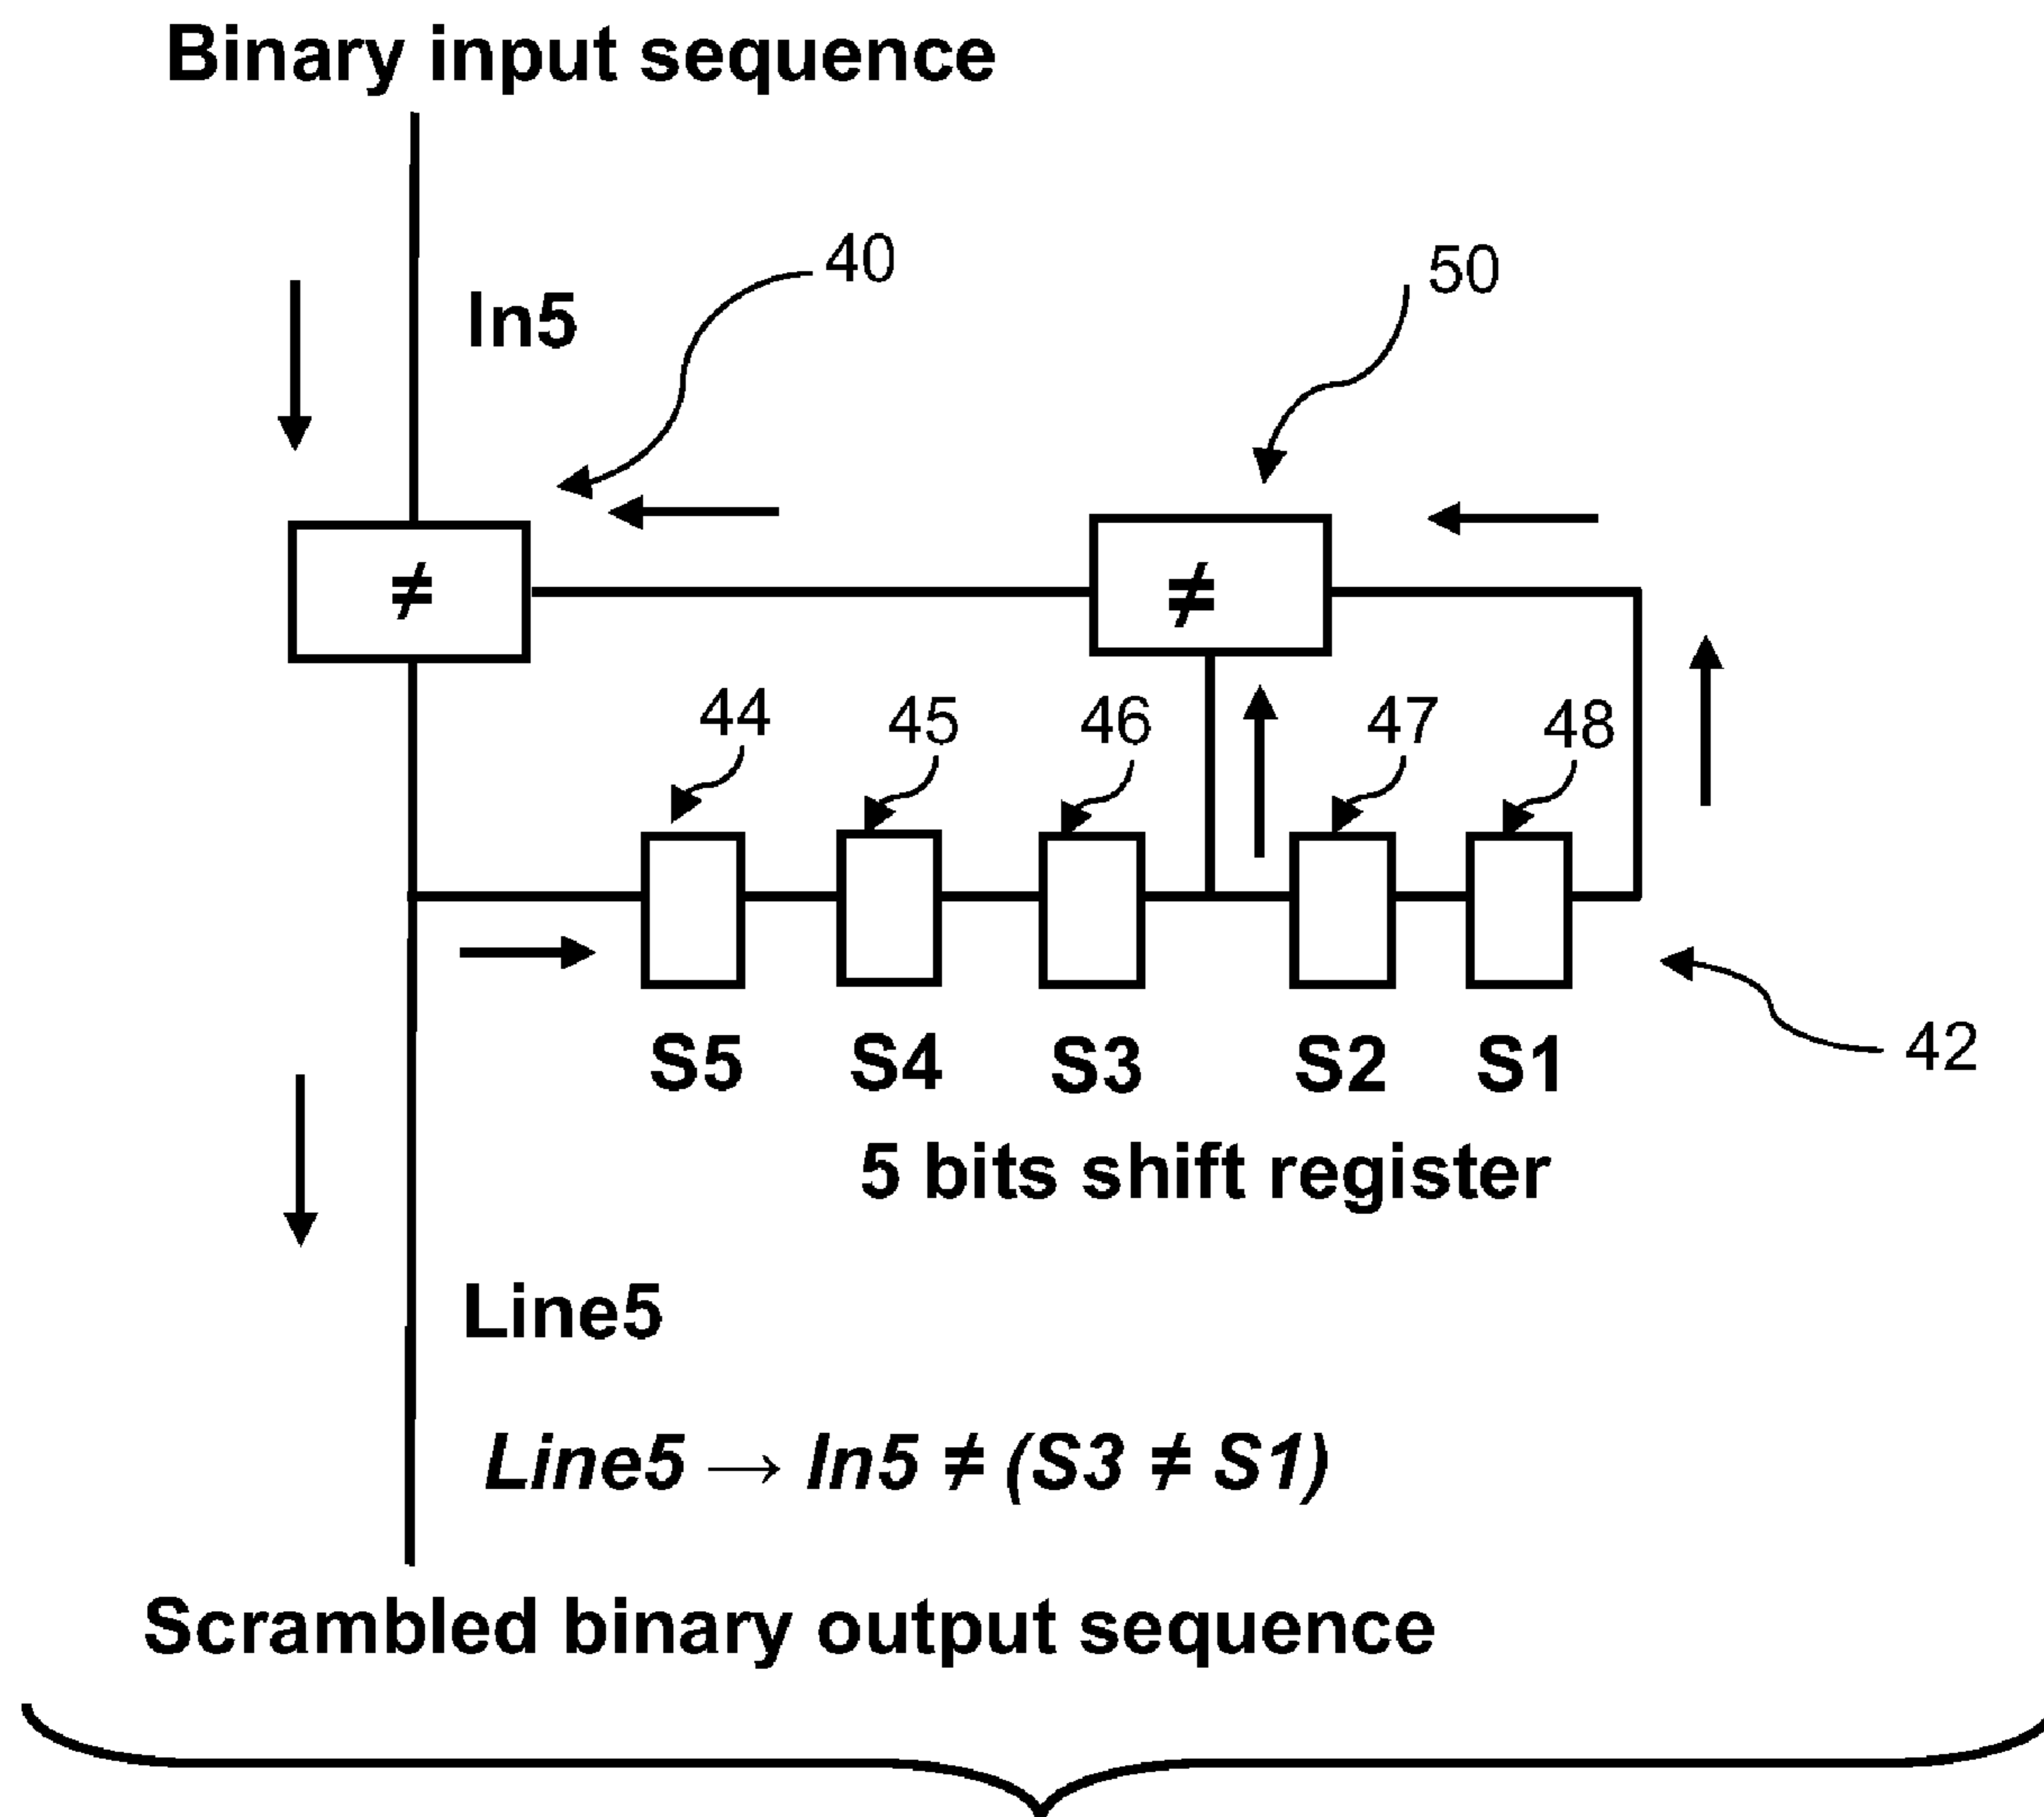 Binary input sequence
40
50
In5
≠
≠
44
45
46
47
48
S5 S4 S3 S2 S1
42
5 bits shift register
Line5
Line5 → In5 ≠ (S3 ≠ S1)
Scrambled binary output sequence